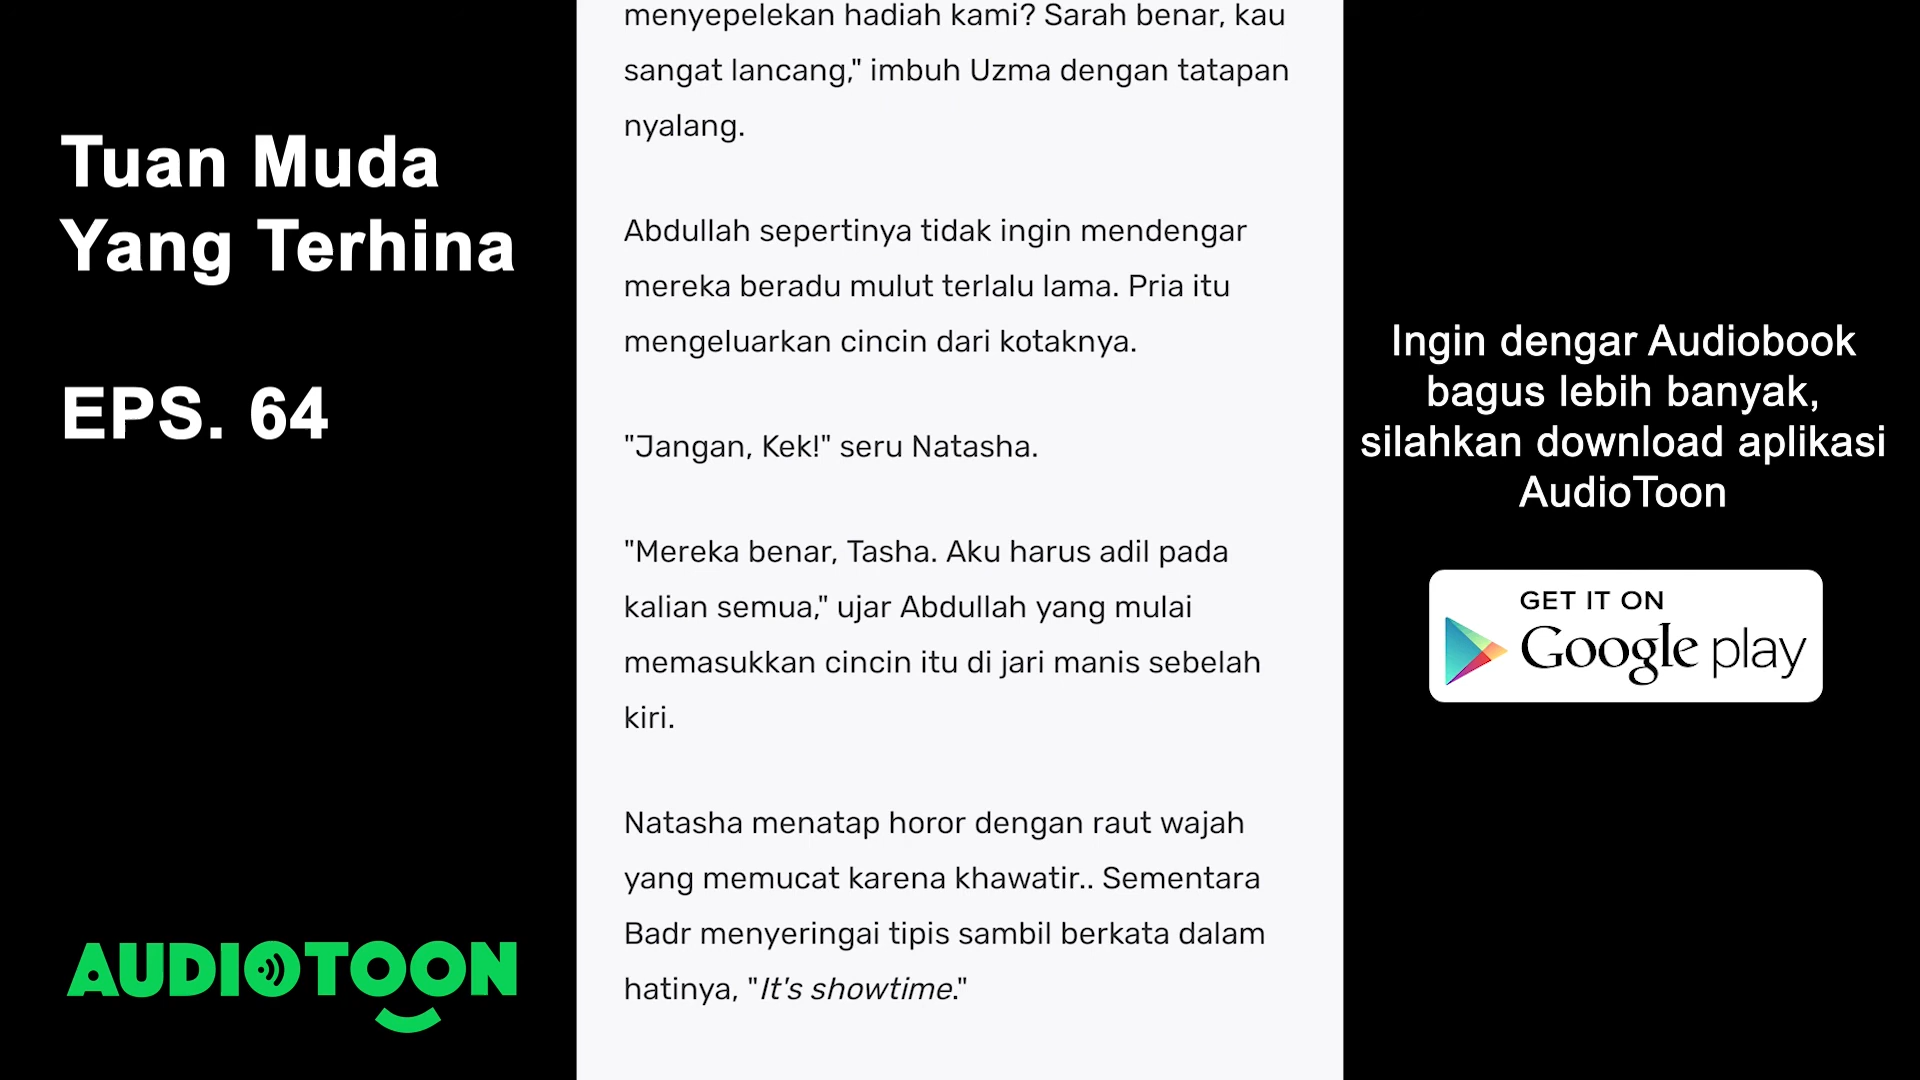 Tuan Muda
Yang Terhina
EPS. 64
AUDIOTOON
menyepelekan hadiah kami? Sarah benar, kau
sangat lancang," imbuh Uzma dengan tatapan
nyalang.
Abdullah sepertinya tidak ingin mendengar
mereka beradu mulut terlalu lama. Pria itu
mengeluarkan cincin dari kotaknya.
"Jangan, Kek!" seru Natasha.
"Mereka benar, Tasha. Aku harus adil pada
kalian semua," ujar Abdullah yang mulai
memasukkan cincin itu di jari manis sebelah
kiri.
Natasha menatap horor dengan raut wajah
yang memucat karena khawatir.. Sementara
Badr menyeringai tipis sambil berkata dalam
hatinya, "It's showtime."
Ingin dengar Audiobook
bagus lebih banyak,
silahkan download aplikasi
AudioToon
GET IT ON
Google play